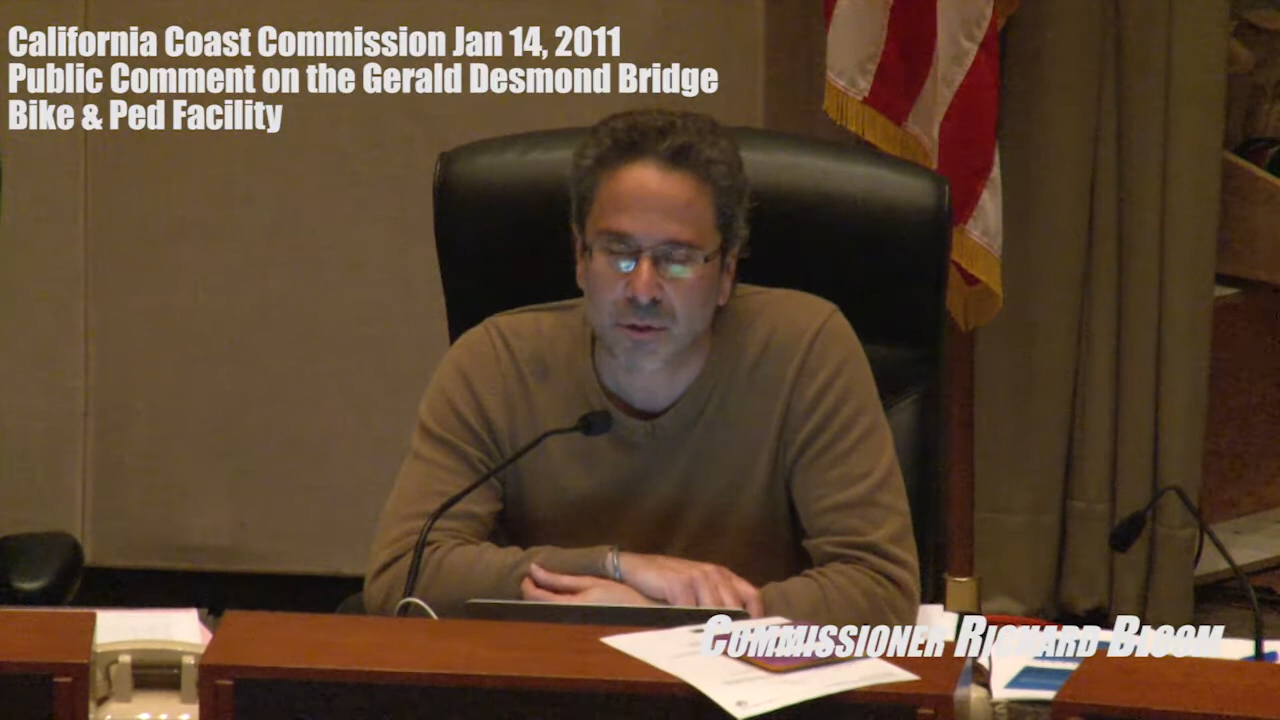 California Coast Commission Jan 14, 2011
Public Comment on the Gerald Desmond Bridge
Bike & Ped Facility
Commissioner Richard Bloom